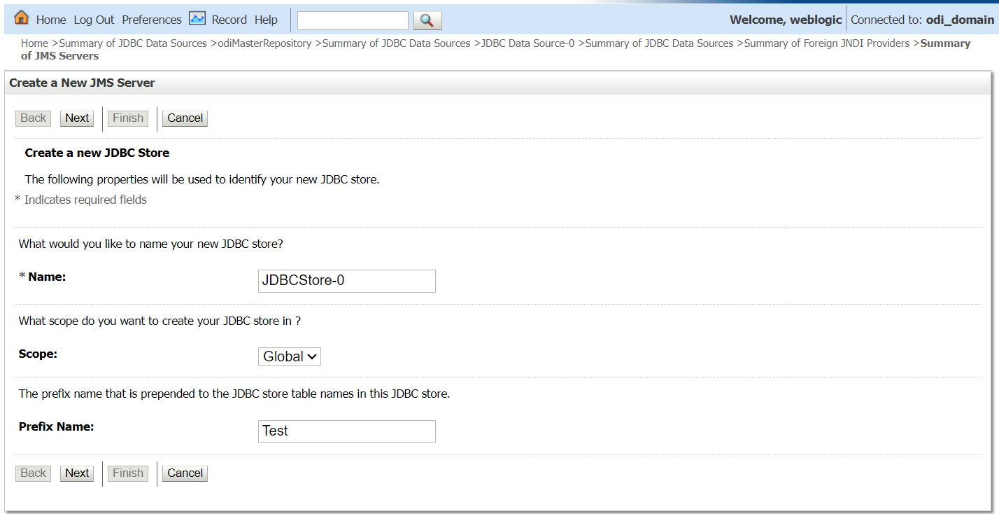 Home Log Out Preferences Record Help
Welcome, weblogic Connected to: odi_domain
Home >Summary of JDBC Data Sources >odiMasterRepository >Summary of JDBC Data Sources >JDBC Data Source-0 >Summary of JDBC Data Sources >Summary of Foreign JNDI Providers >Summary
of JMS Servers
Create a New JMS Server
Back Next Finish Cancel
Create a new JDBC Store
The following properties will be used to identify your new JDBC store.
* Indicates required fields
What would you like to name your new JDBC store?
* Name: JDBCStore-0
What scope do you want to create your JDBC store in ?
Scope: Global
The prefix name that is prepended to the JDBC store table names in this JDBC store.
Prefix Name: Test
Back Next Finish Cancel